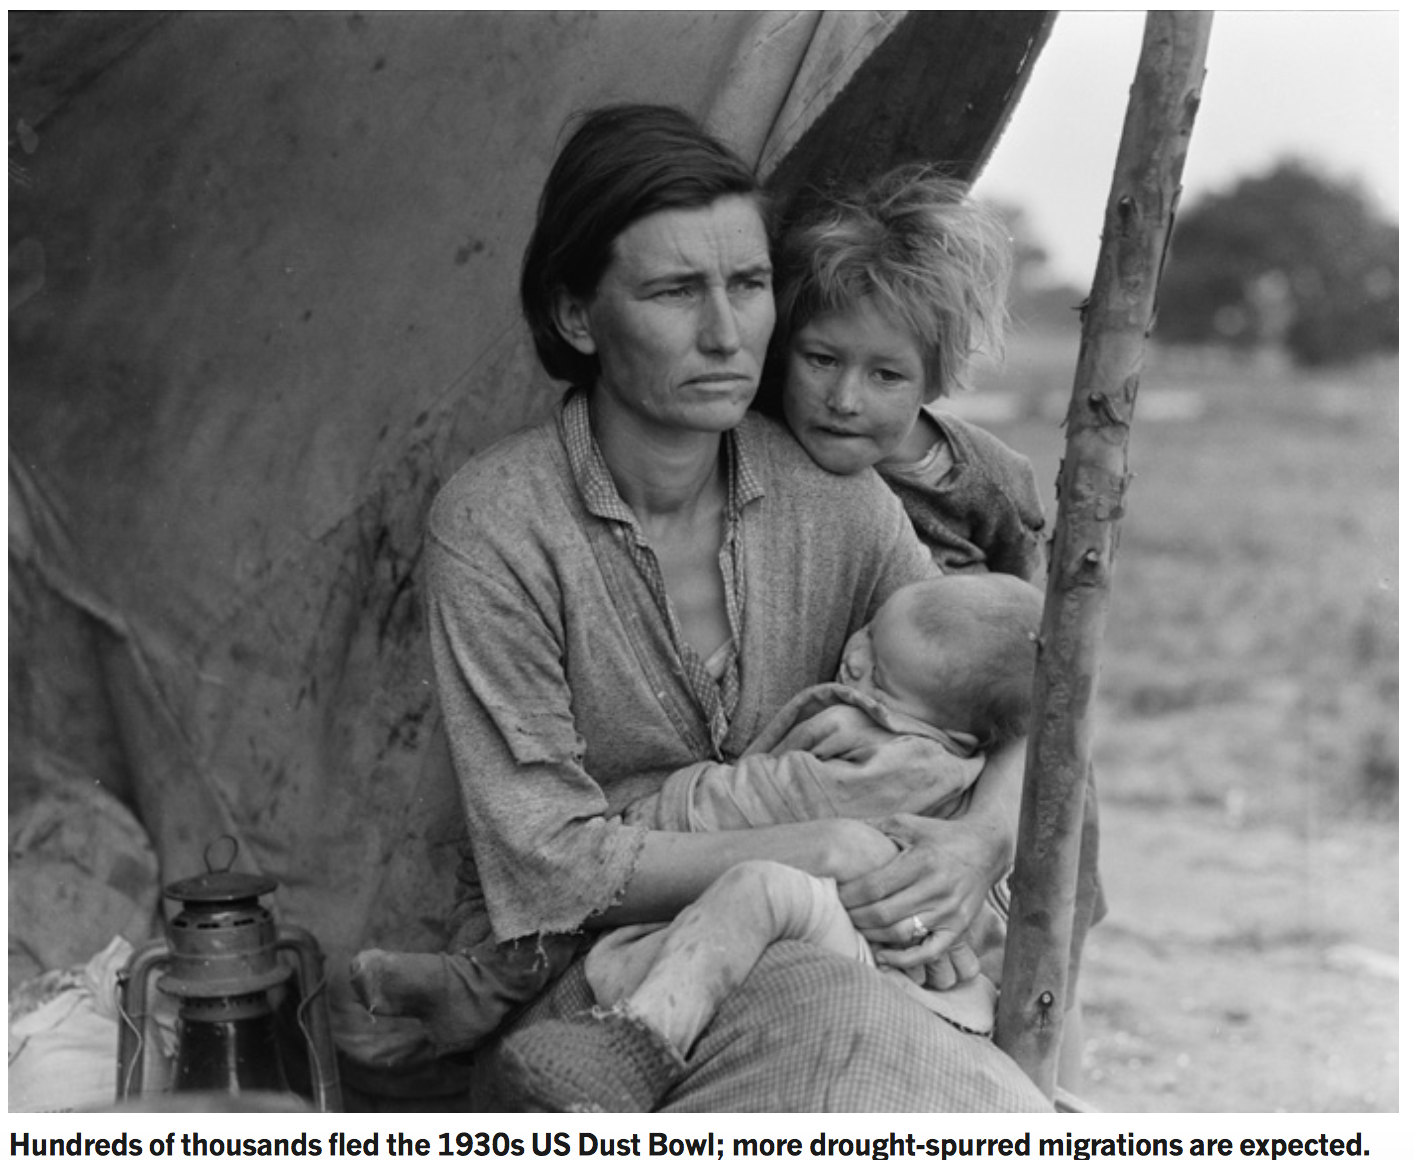 Hundreds of thousands fled the 1930s US Dust Bowl; more drought-spurred migrations are expected.